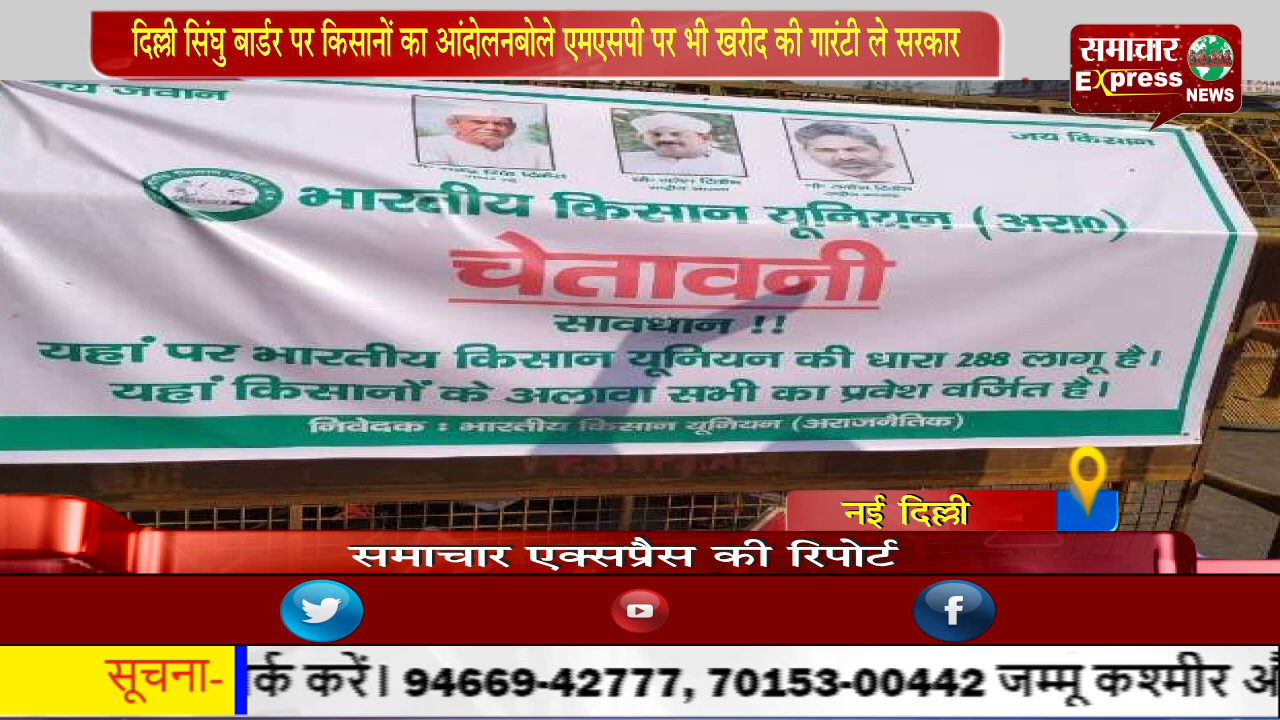 दिल्ली सिंघु बार्डर पर किसानों का आंदोलनबोले एमएसपी पर भी खरीद की गारंटी ले सरकार
समाचार
Express
NEWS
जवान
जय किसान
भारतीय किसान यूनियन (अरा0)
चेतावनी
सावधान !!
यहां पर भारतीय किसान यूनियन की धारा 288 लागू है।
यहां किसानों के अलावा सभी का प्रवेश वर्जित है।
निवेदक : भारतीय किसान यूनियन (अराजनैतिक)
नई दिल्ली
समाचार एक्सप्रैस की रिपोर्ट
सूचना- र्क करें। 94669-42777, 70153-00442 जम्मू कश्मीर